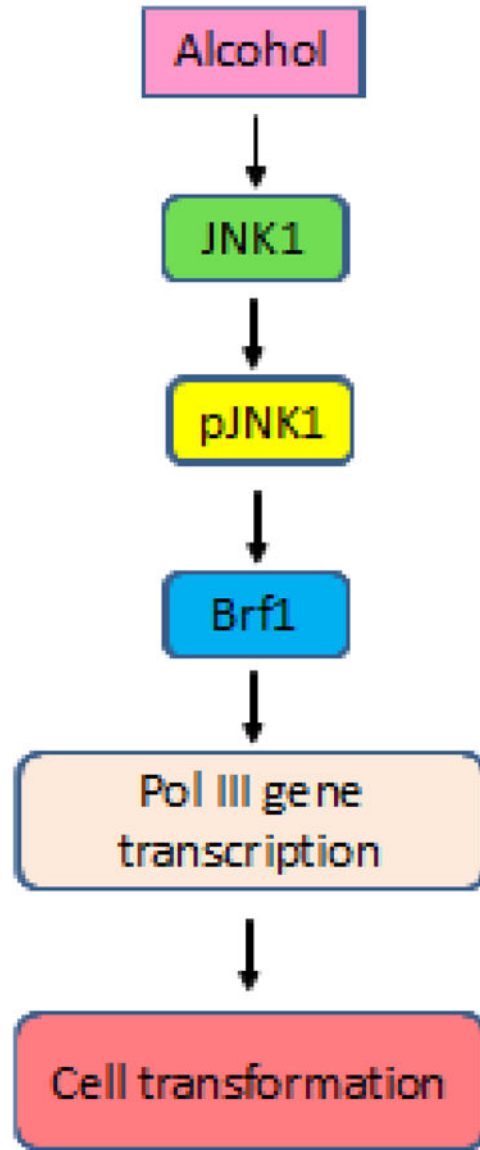 Alcohol
JNK1
pJNK1
Brf1
Pol III gene
transcription
Cell transformation